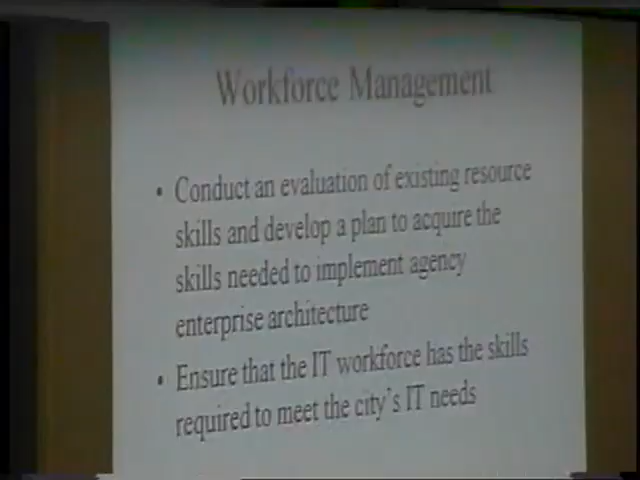 Workforce Management
• Conduct an evaluation of existing resource
skills and develop a plan to acquire the
skills needed to implement agency
enterprise architecture
• Ensure that the IT workforce has the skills
required to meet the city's IT needs